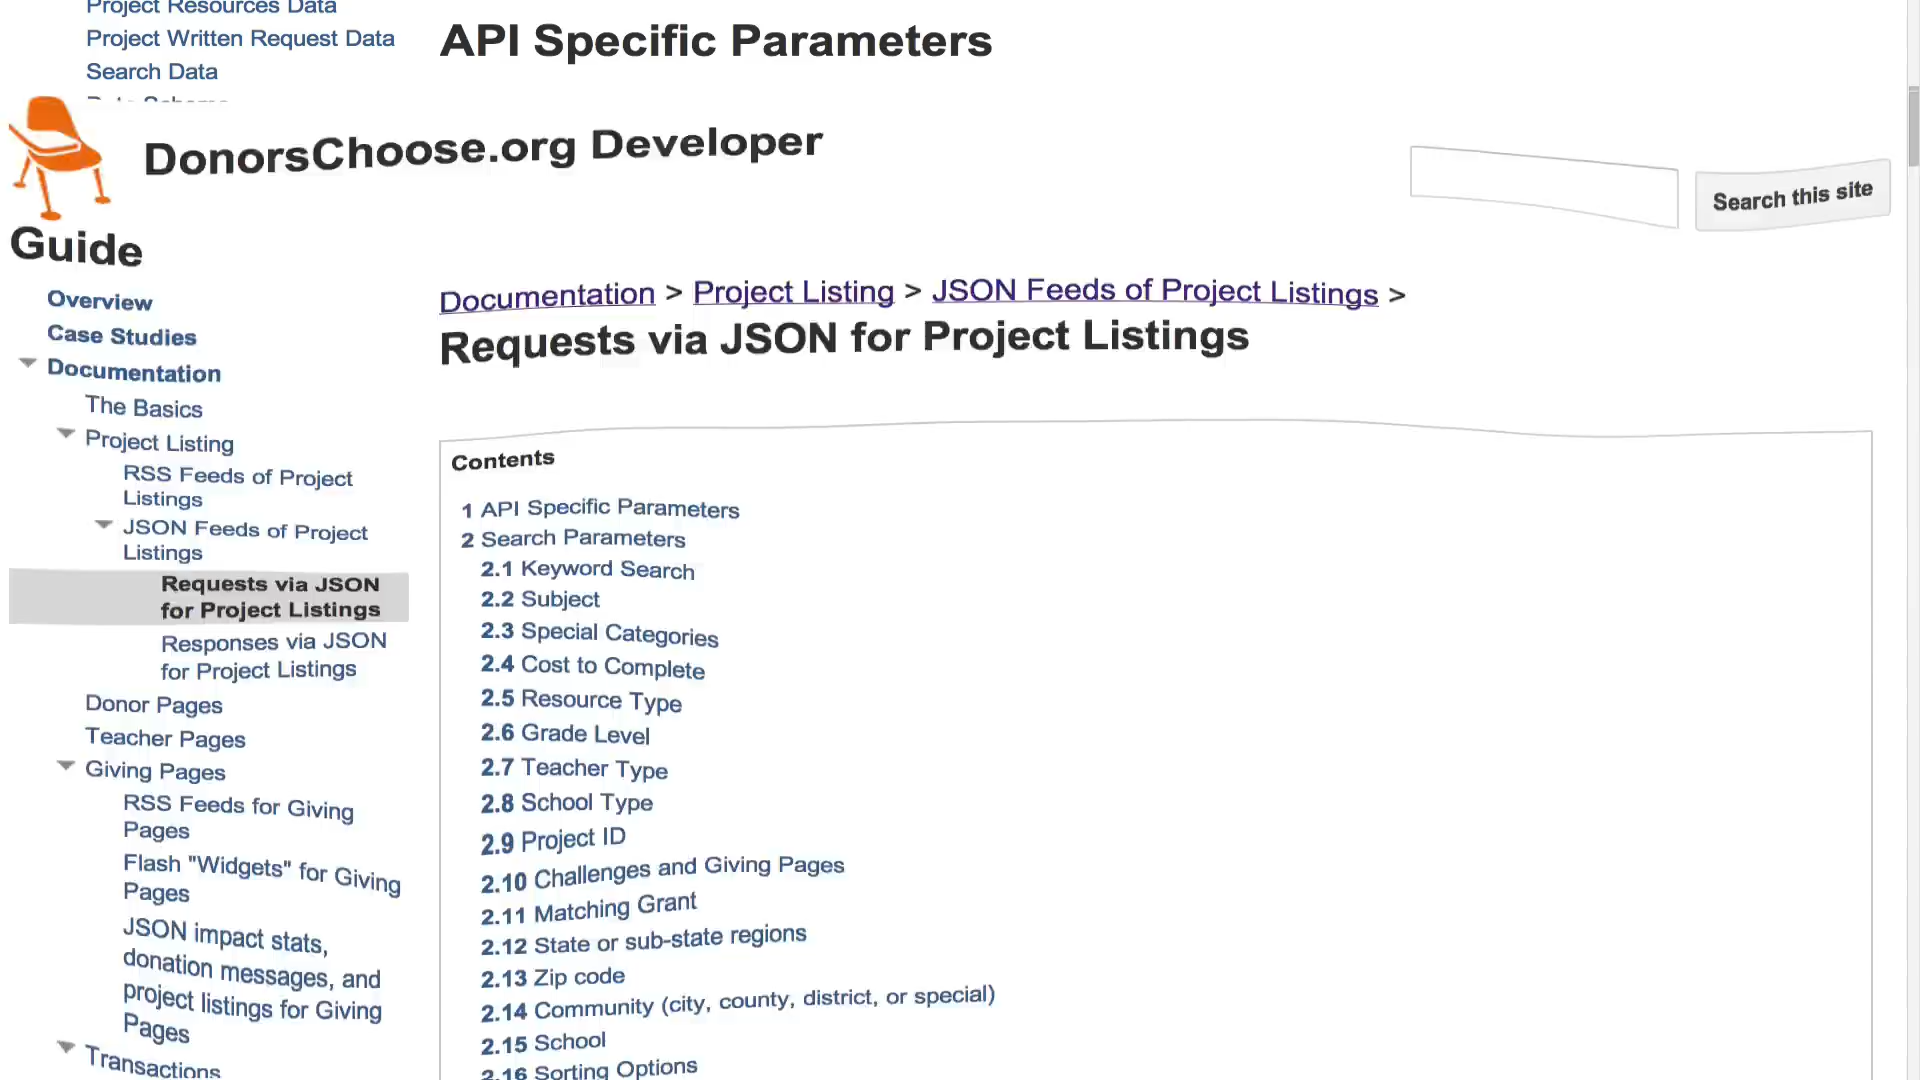 Project Resources Data
Project Written Request Data
Search Data
API Specific Parameters
DonorsChoose.org Developer
Search this site
Guide
Overview
Case Studies
Documentation
The Basics
Project Listing
RSS Feeds of Project
Listings
JSON Feeds of Project
Listings
Requests via JSON
for Project Listings
Responses via JSON
for Project Listings
Donor Pages
Teacher Pages
Giving Pages
RSS Feeds for Giving
Pages
Flash "Widgets" for Giving
Pages
JSON impact stats,
donation messages, and
project listings for Giving
Pages
Transactions
Documentation > Project Listing > JSON Feeds of Project Listings >
Requests via JSON for Project Listings
Contents
1 API Specific Parameters
2 Search Parameters
2.1 Keyword Search
2.2 Subject
2.3 Special Categories
2.4 Cost to Complete
2.5 Resource Type
2.6 Grade Level
2.7 Teacher Type
2.8 School Type
2.9 Project ID
2.10 Challenges and Giving Pages
2.11 Matching Grant
2.12 State or sub-state regions
2.13 Zip code
2.14 Community (city, county, district, or special)
2.15 School
2.16 Sorting Options